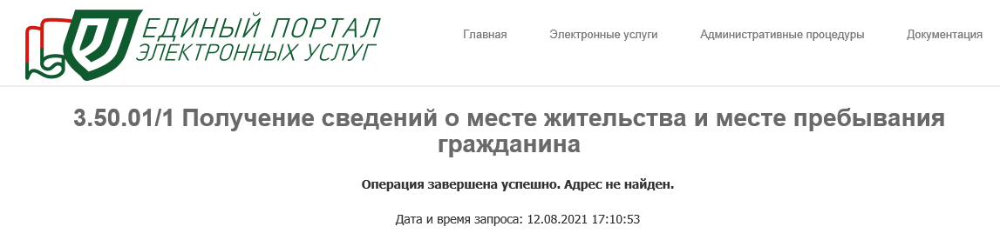 ЕДИНЫЙ ПОРТАЛ
ЭЛЕКТРОННЫХ УСЛУГ
Главная Электронные услуги Административные процедуры Документация
3.50.01/1 Получение сведений о месте жительства и месте пребывания
гражданина
Операция завершена успешно. Адрес не найден.
Дата и время запроса: 12.08.2021 17:10:53